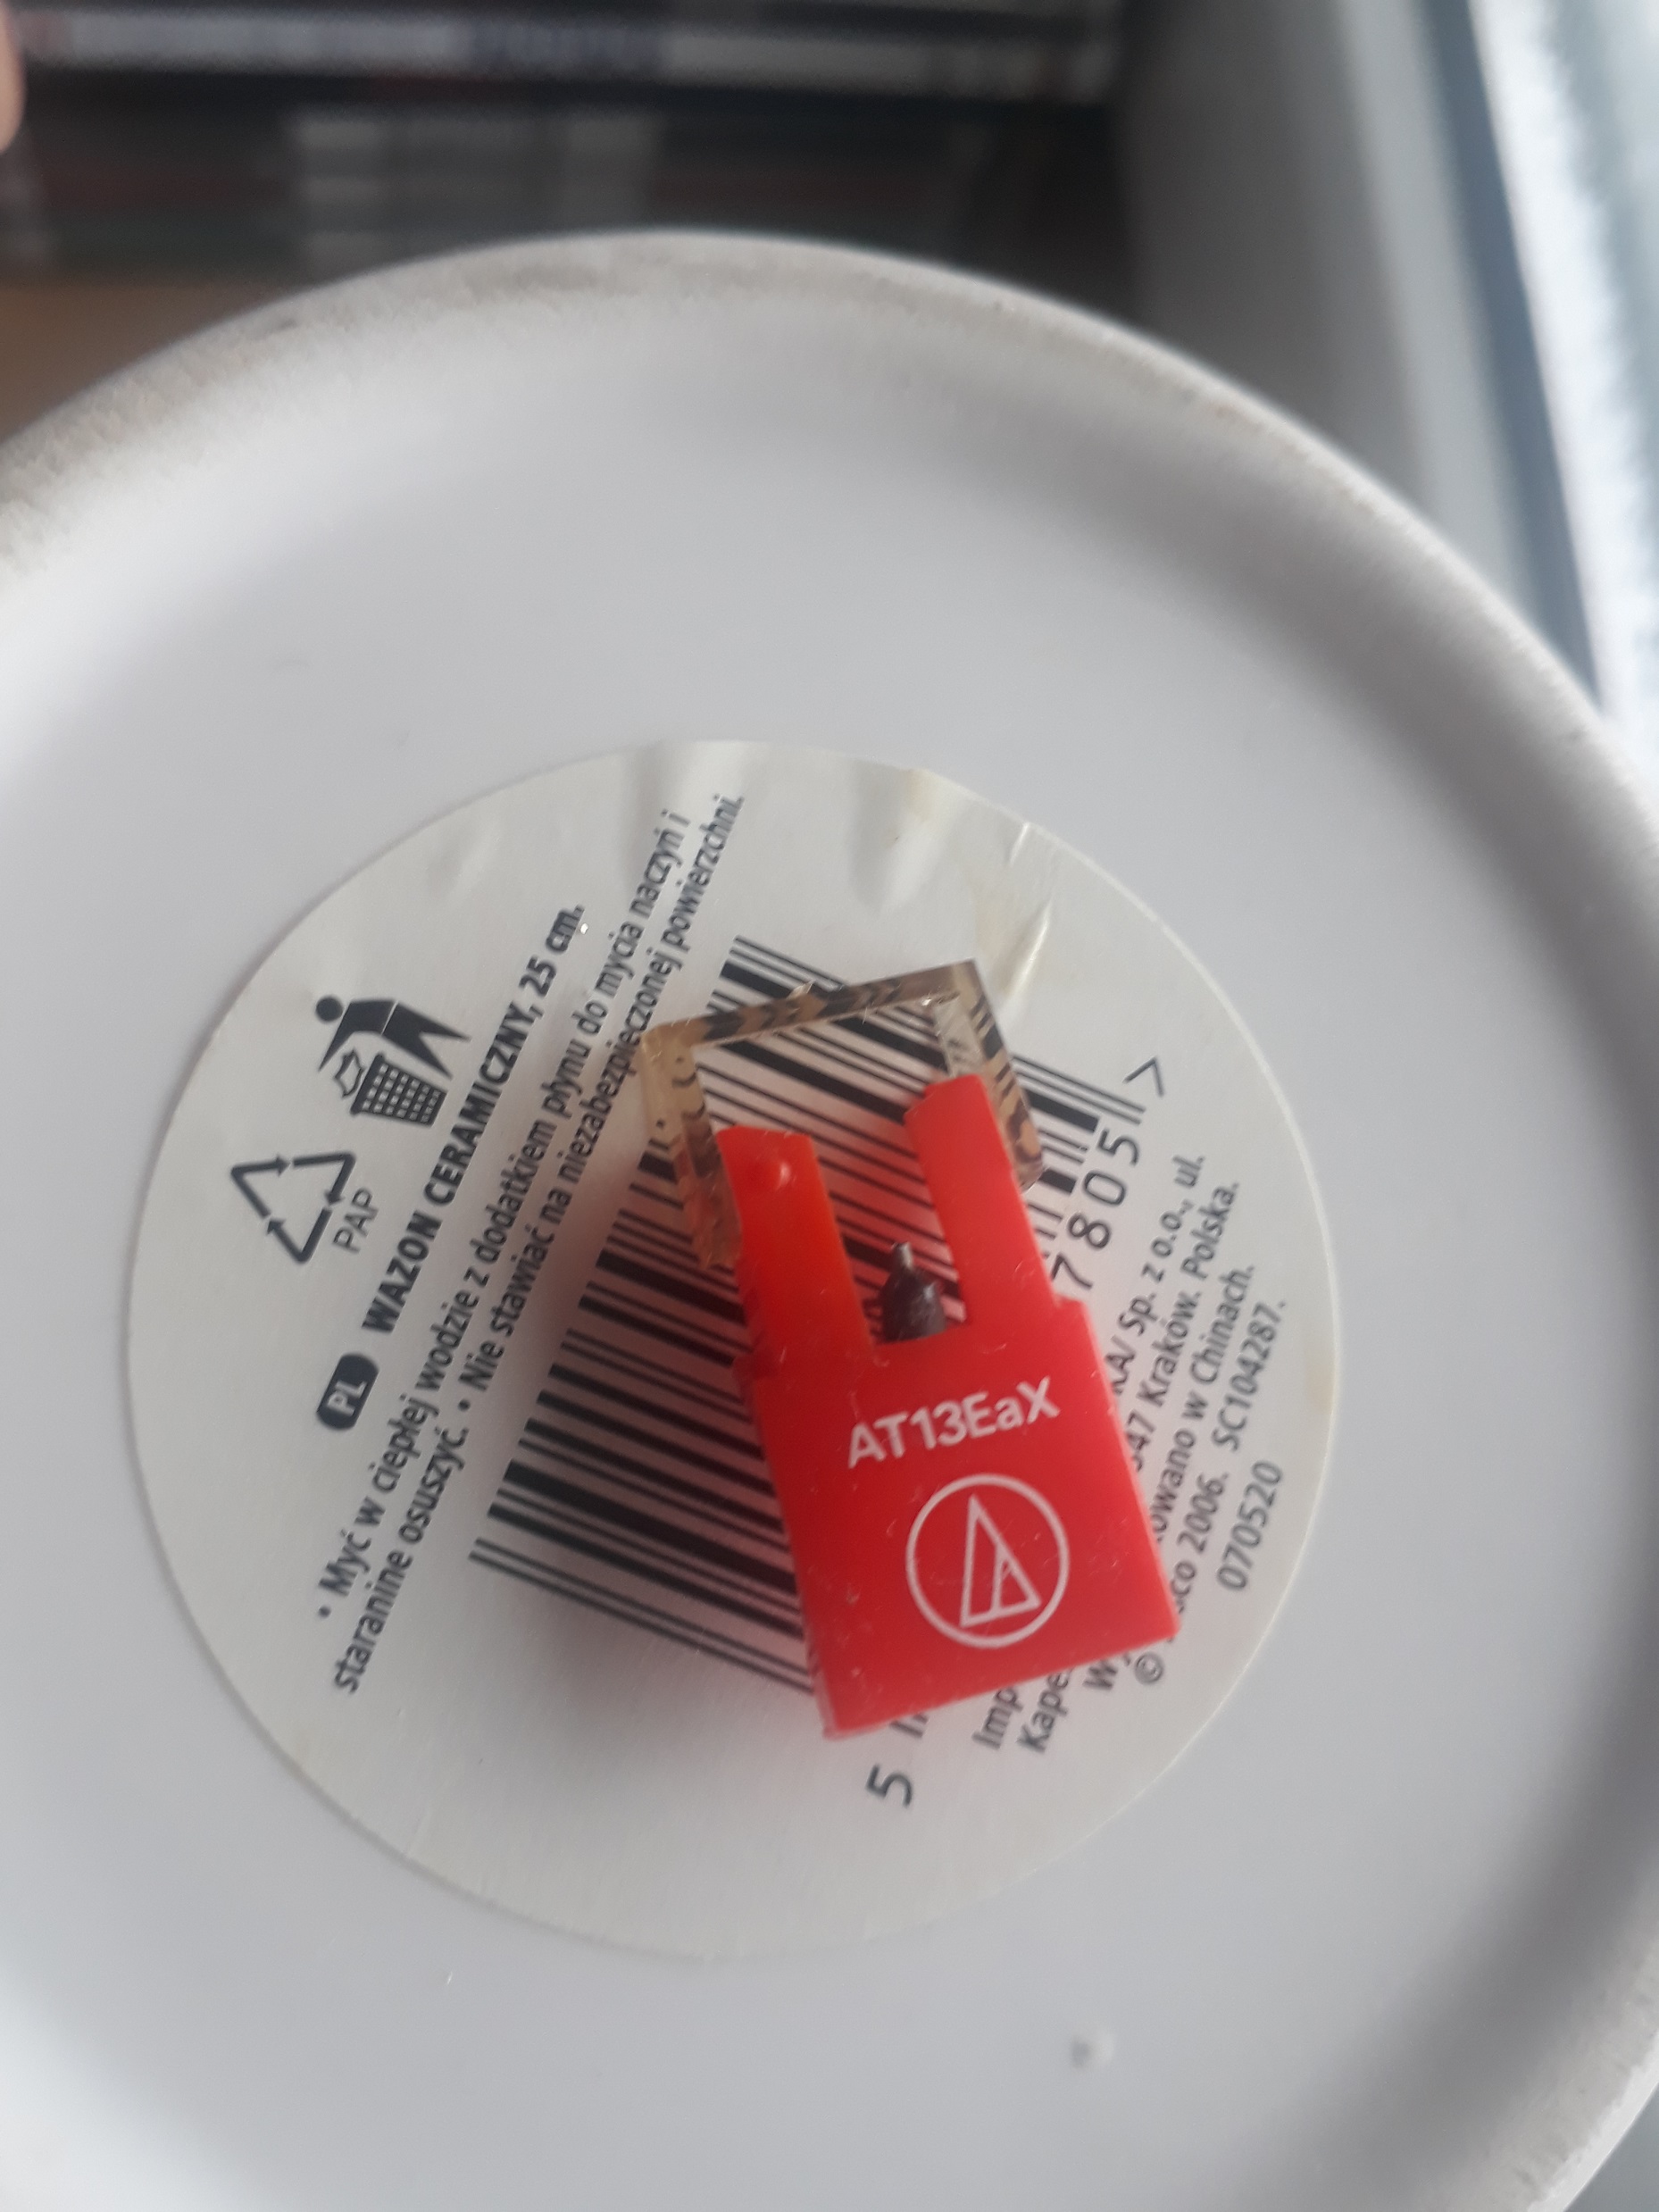 PAP
PL WAZON CERAMICZNY, 25 cm.
• Myć w ciepłej wodzie z dodatkiem płynu do mycia naczyń i
staranine osuszyć. • Nie stawiać na niezabezpieczonej powierzchni.
5 7805 >
Sp. z o.o., ul.
Kraków. Polska.
w Chinach.
2006. SC104287.
070520
AT13EaX